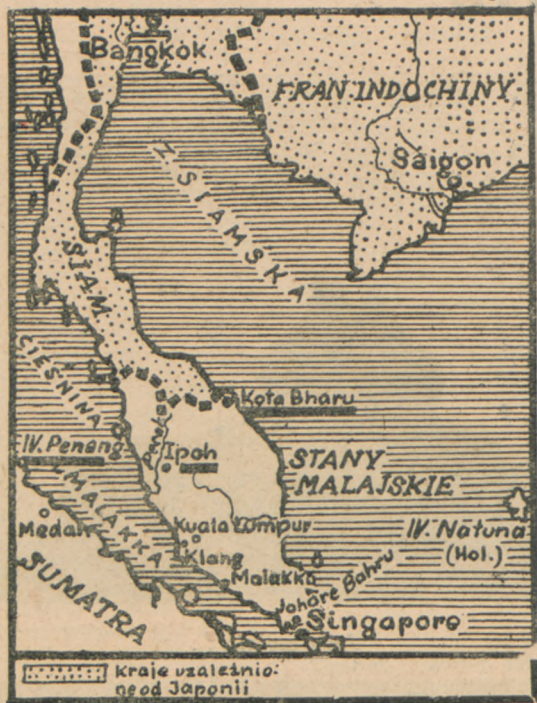 Bangkok
FRAN. INDOCHINY
Saigon
Z. SIAMSKA
SIAM
CIEŚNINA
MALAKKA
Kota Bharu
W. Penang
Perak
Ipoh
STANY
MALAJSKIE
Medan
Kuala Lumpur
Klang
Malakka
W. Natuna
(Hol.)
Johore Bahru
Singapore
SUMATRA
Kraje uzależnio-
ne od Japonii